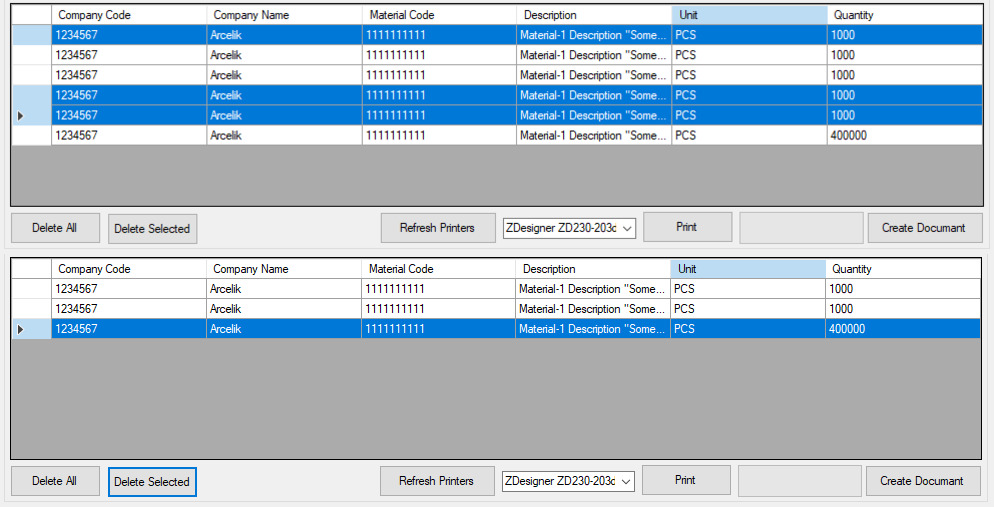 Company Code Company Name Material Code Description Unit Quantity
1234567 Arcelik 1111111111 Material-1 Description "Some... PCS 1000
1234567 Arcelik 1111111111 Material-1 Description "Some... PCS 1000
1234567 Arcelik 1111111111 Material-1 Description "Some... PCS 1000
1234567 Arcelik 1111111111 Material-1 Description "Some... PCS 1000
1234567 Arcelik 1111111111 Material-1 Description "Some... PCS 1000
1234567 Arcelik 1111111111 Material-1 Description "Some... PCS 400000
Delete All Delete Selected Refresh Printers ZDesigner ZD230-203d Print Create Documant
Company Code Company Name Material Code Description Unit Quantity
1234567 Arcelik 1111111111 Material-1 Description "Some... PCS 1000
1234567 Arcelik 1111111111 Material-1 Description "Some... PCS 1000
1234567 Arcelik 1111111111 Material-1 Description "Some... PCS 400000
Delete All Delete Selected Refresh Printers ZDesigner ZD230-203d Print Create Documant